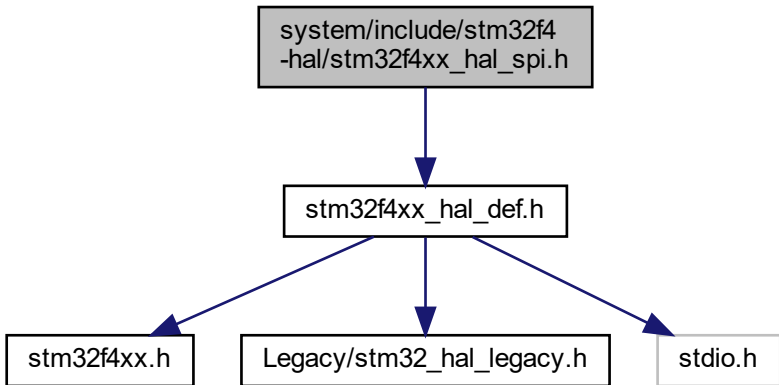 system/include/stm32f4
-hal/stm32f4xx_hal_spi.h
stm32f4xx_hal_def.h
stm32f4xx.h
Legacy/stm32_hal_legacy.h
stdio.h